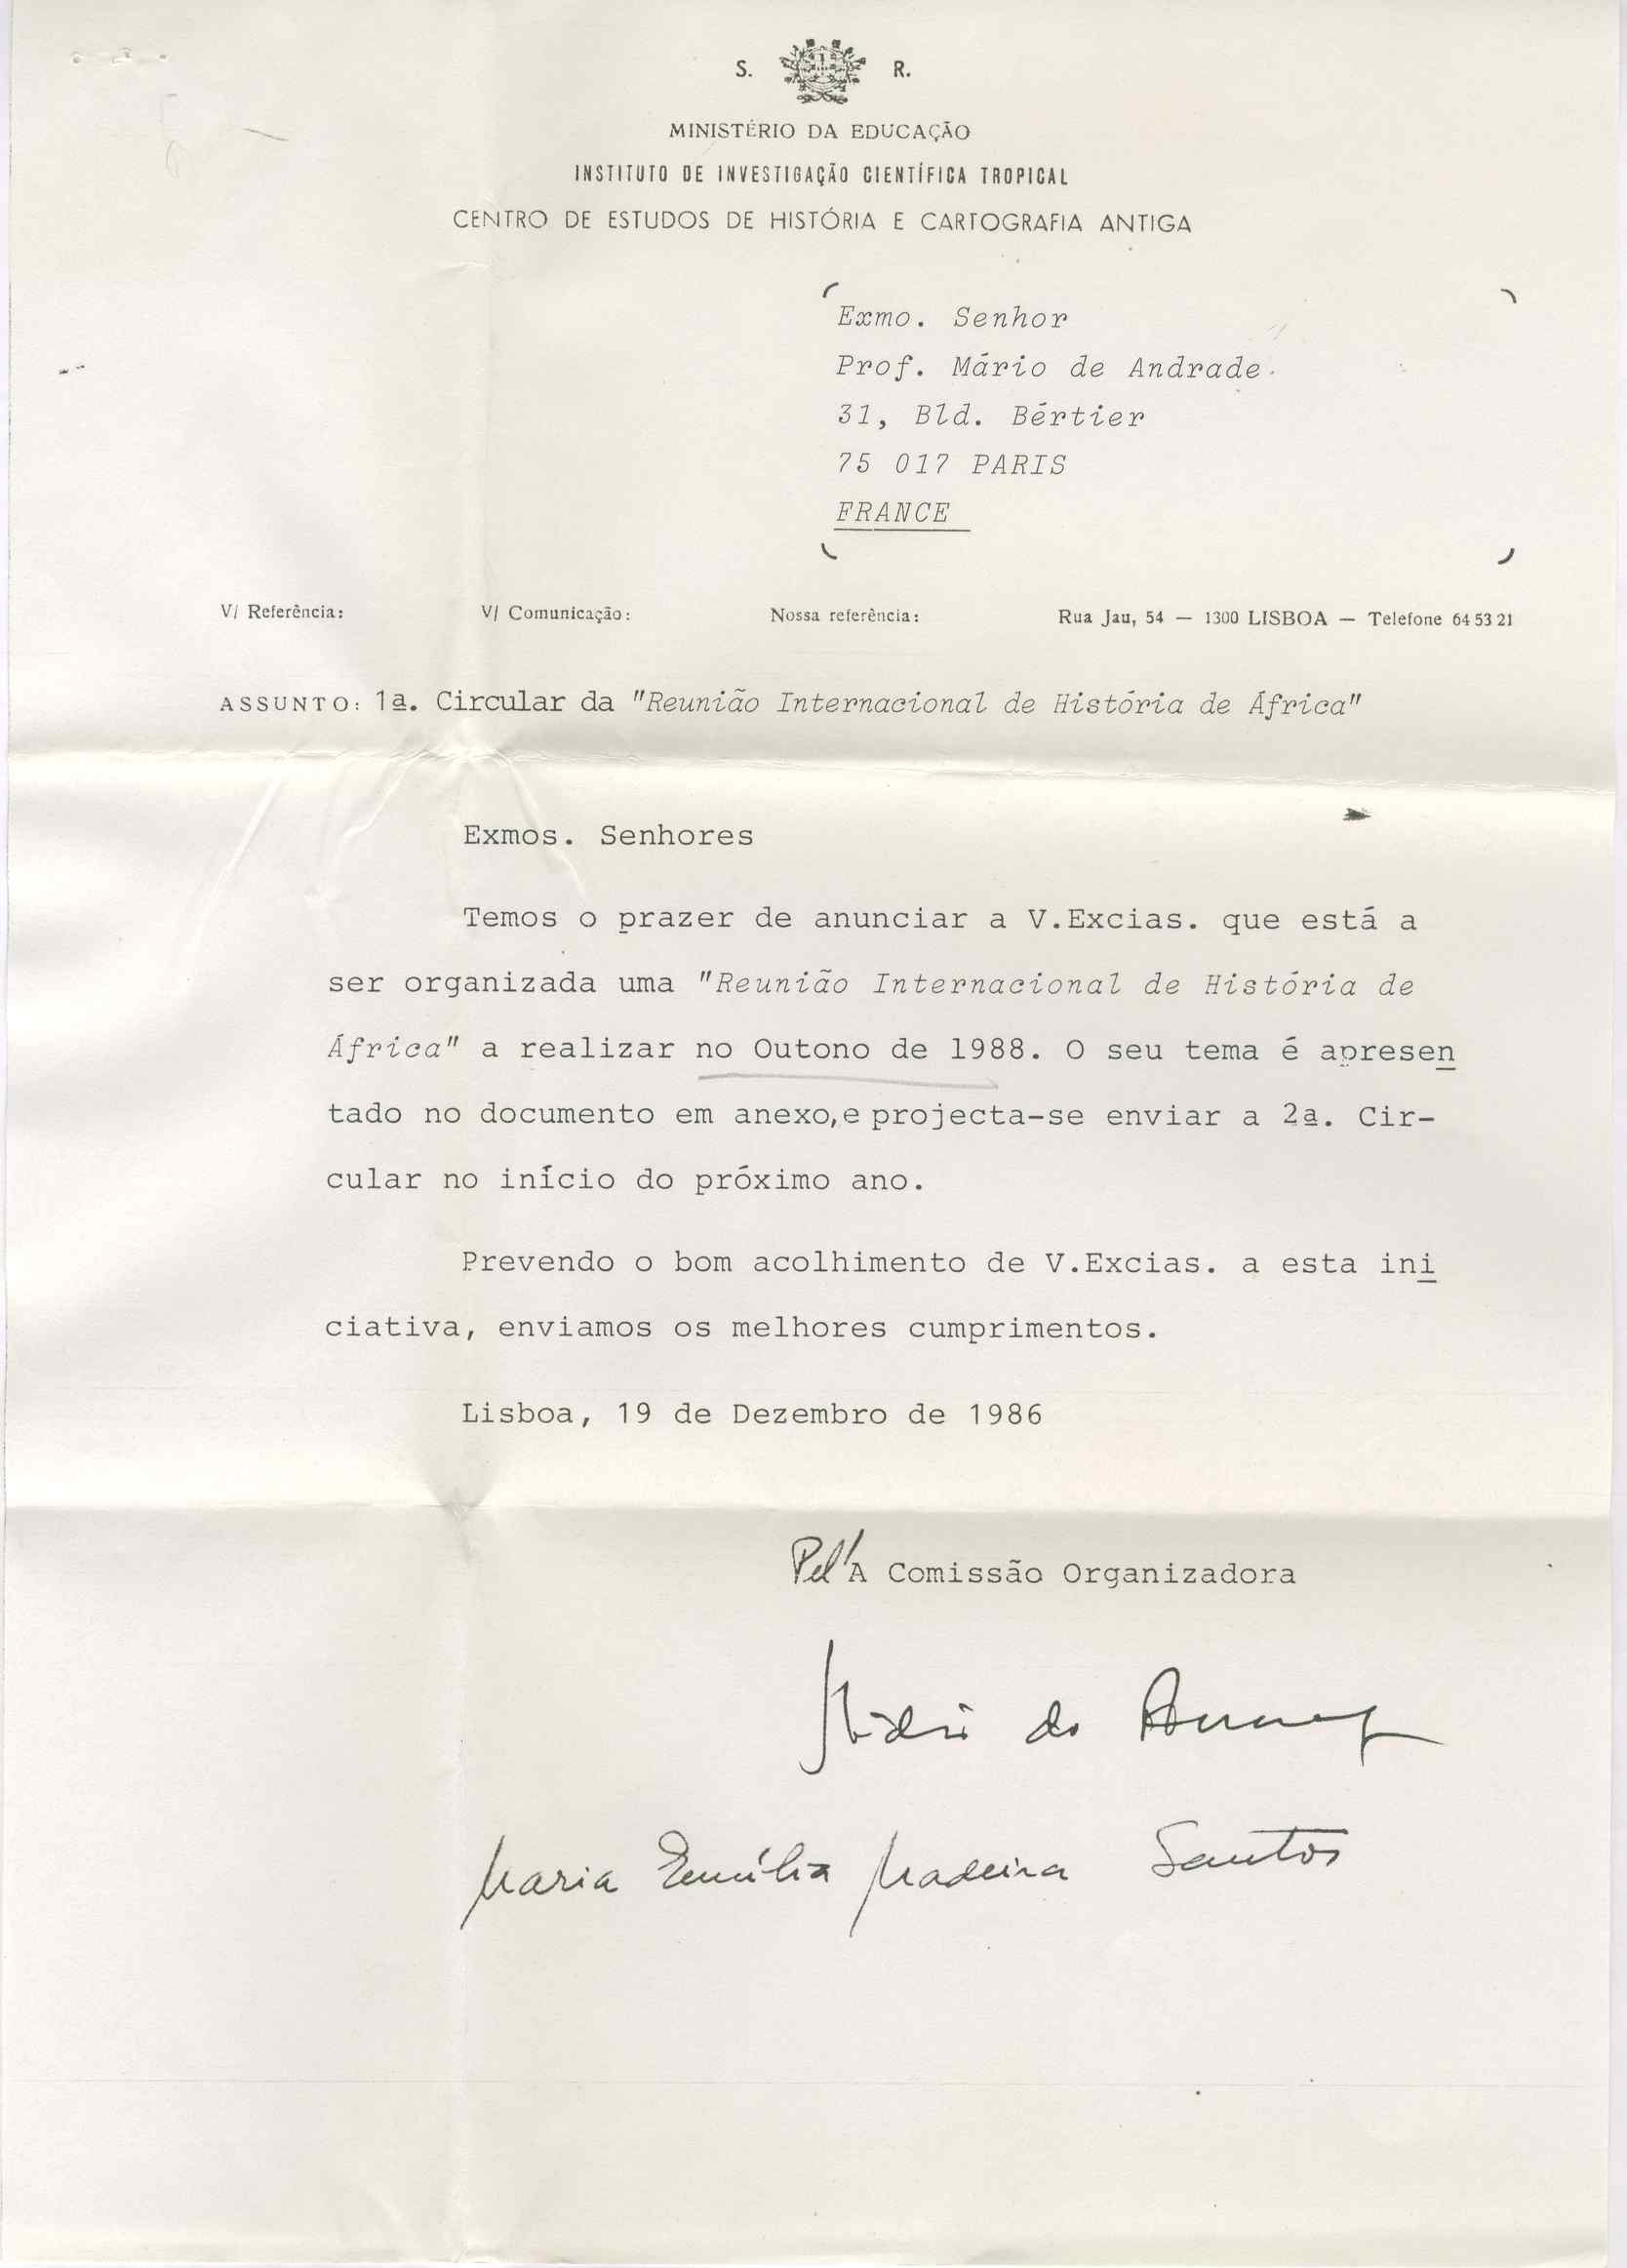 S. R.
MINISTÉRIO DA EDUCAÇÃO
INSTITUTO DE INVESTIGAÇÃO CIENTÍFICA TROPICAL
CENTRO DE ESTUDOS DE HISTÓRIA E CARTOGRAFIA ANTIGA
Exmo. Senhor
Prof. Mário de Andrade
31, Bld. Bértier
75 017 PARIS
FRANCE
V/ Referência: V/ Comunicação: Nossa referência: Rua Jau, 54 — 1300 LISBOA — Telefone 64 53 21
ASSUNTO: 1ª. Circular da "Reunião Internacional de História de África"
Exmos. Senhores
Temos o prazer de anunciar a V.Excias. que está a
ser organizada uma "Reunião Internacional de História de
África" a realizar no Outono de 1988. O seu tema é apresen
tado no documento em anexo,e projecta-se enviar a 2ª. Cir-
cular no início do próximo ano.
Prevendo o bom acolhimento de V.Excias. a esta ini
ciativa, enviamos os melhores cumprimentos.
Lisboa, 19 de Dezembro de 1986
Pel'A Comissão Organizadora
Maria Emília Madeira Santos